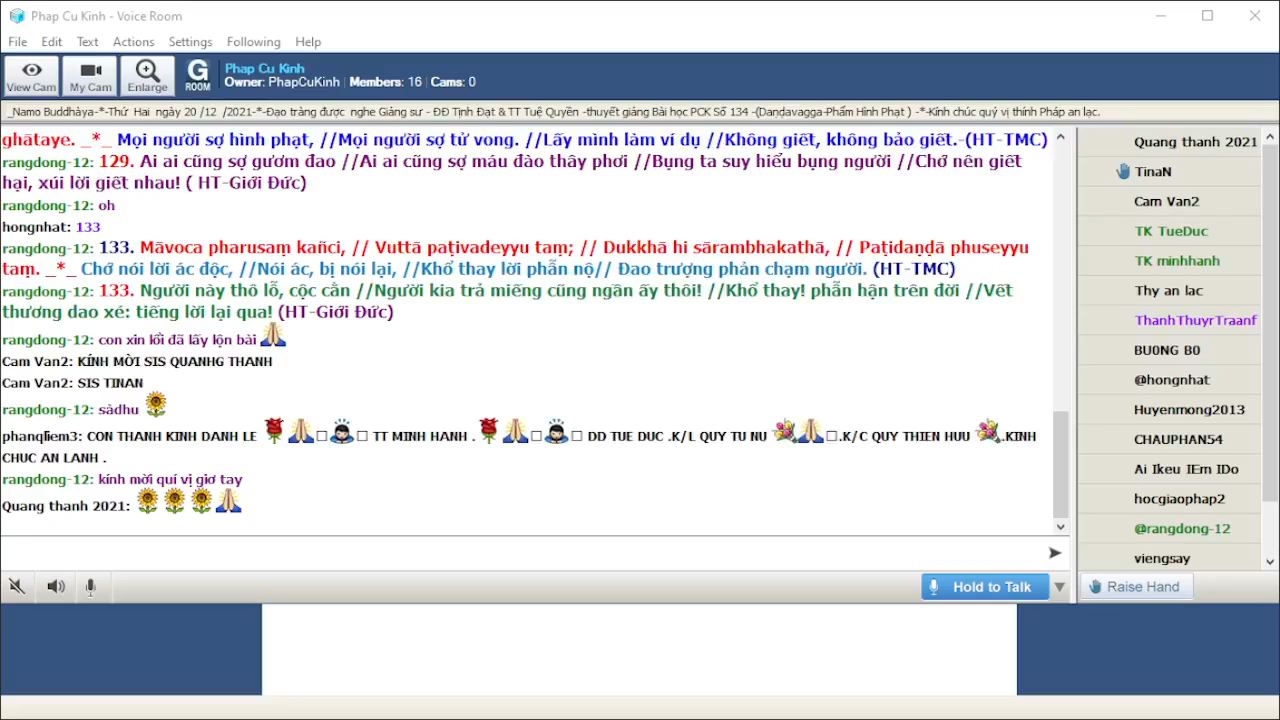 Phap Cu Kinh - Voice Room
File Edit Text Actions Settings Following Help
View Cam My Cam Enlarge G ROOM
Phap Cu Kinh
Owner: PhapCuKinh Members: 16 Cams: 0
_Namo Buddhàya-*-Thứ Hai ngày 20 /12 /2021-*-Đạo tràng được nghe Giảng sư - ĐĐ Tịnh Đạt & TT Tuệ Quyền -thuyết giảng Bài học PCK Số 134 -(Daṇḍavagga-Phẩm Hình Phạt ) -*-Kính chúc quý vị thính Pháp an lạc.
ghātaye. _*_ Mọi người sợ hình phạt, //Mọi người sợ tử vong. //Lấy mình làm ví dụ //Không giết, không bảo giết.-(HT-TMC)
rangdong-12: 129. Ai ai cũng sợ gươm đao //Ai ai cũng sợ máu đào thây phơi //Bụng ta suy hiểu bụng người //Chớ nên giết
hại, xúi lời giết nhau! ( HT-Giới Đức)
rangdong-12: oh
hongnhat: 133
rangdong-12: 133. Māvoca pharusaṃ kañci, // Vuttā paṭivadeyyu taṃ; // Dukkhā hi sārambhakathā, // Paṭidaṇḍā phuseyyu
taṃ. _*_ Chớ nói lời ác độc, //Nói ác, bị nói lại, //Khổ thay lời phẫn nộ// Đao trượng phản chạm người. (HT-TMC)
rangdong-12: 133. Người này thô lỗ, cộc cằn //Người kia trả miếng cũng ngần ấy thôi! //Khổ thay! phẫn hận trên đời //Vết
thương dao xé: tiếng lời lại qua! (HT-Giới Đức)
rangdong-12: con xin lổi đã lấy lộn bài
Cam Van2: KÍNH MỜI SIS QUANHG THANH
Cam Van2: SIS TINAN
rangdong-12: sàdhu
phanqliem3: CON THANH KINH DANH LE TT MINH HANH . DD TUE DUC .K/L QUY TU NU .K/C QUY THIEN HUU .KINH
CHUC AN LANH .
rangdong-12: kính mời quí vị giơ tay
Quang thanh 2021:
Quang thanh 2021
TinaN
Cam Van2
TK TueDuc
TK minhhanh
Thy an lac
ThanhThuyrTraanf
BU0NG B0
@hongnhat
Huyenmong2013
CHAUPHAN54
Ai Ikeu IEm IDo
hocgiaophap2
@rangdong-12
viengsay
Hold to Talk
Raise Hand